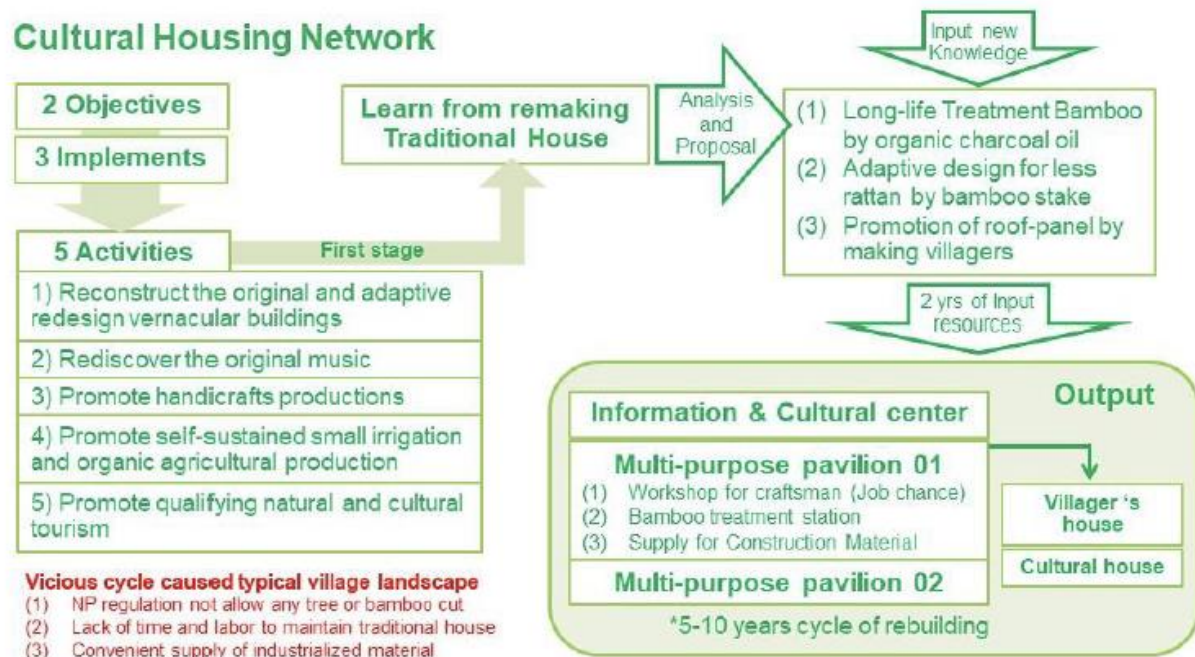 Cultural Housing Network
2 Objectives
3 Implements
5 Activities
First stage
1) Reconstruct the original and adaptive
redesign vernacular buildings
2) Rediscover the original music
3) Promote handicrafts productions
4) Promote self-sustained small irrigation
and organic agricultural production
5) Promote qualifying natural and cultural
tourism
Vicious cycle caused typical village landscape
(1) NP regulation not allow any tree or bamboo cut
(2) Lack of time and labor to maintain traditional house
(3) Convenient supply of industrialized material
Learn from remaking
Traditional House
Analysis
and
Proposal
Input new
Knowledge
(1) Long-life Treatment Bamboo
by organic charcoal oil
(2) Adaptive design for less
rattan by bamboo stake
(3) Promotion of roof-panel by
making villagers
2 yrs of Input
resources
Output
Information & Cultural center
Multi-purpose pavilion 01
(1) Workshop for craftsman (Job chance)
(2) Bamboo treatment station
(3) Supply for Construction Material
Multi-purpose pavilion 02
*5-10 years cycle of rebuilding
Villager 's
house
Cultural house